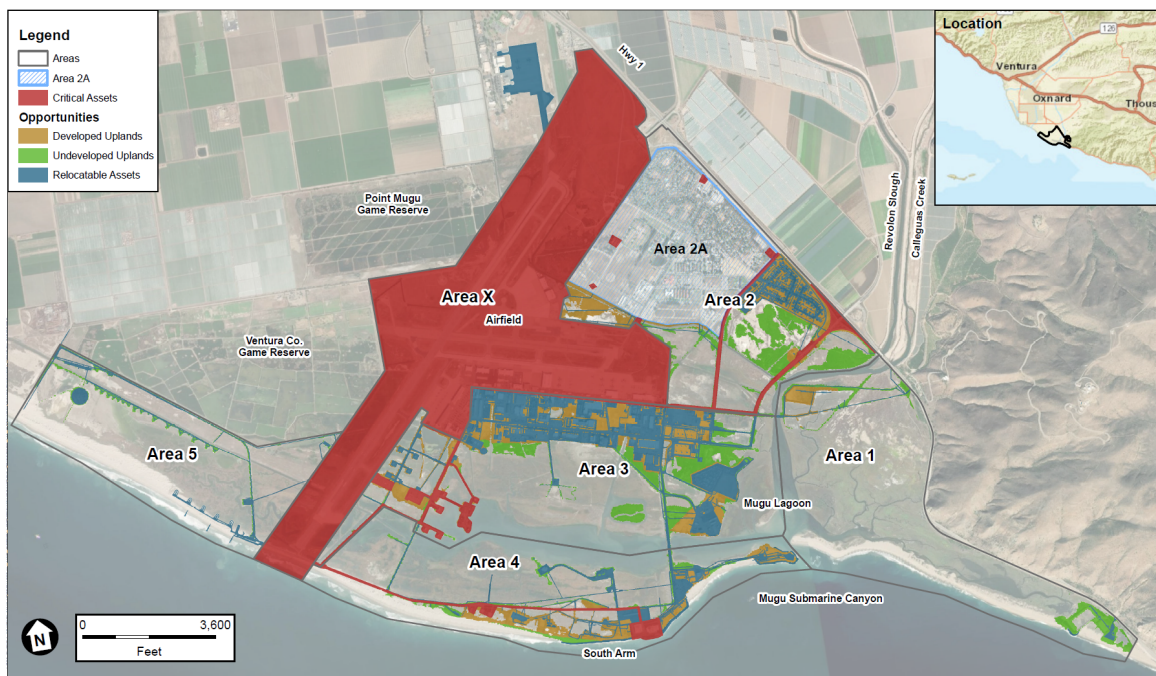 Legend
Areas
Area 2A
Critical Assets
Opportunities
Developed Uplands
Undeveloped Uplands
Relocatable Assets
Location
126
Ventura
Oxnard
Thous
Hwy 1
Revolon Slough
Calleguas Creek
Point Mugu
Game Reserve
Area 2A
Area X
Airfield
Area 2
Ventura Co.
Game Reserve
Area 5
Area 3
Area 1
Mugu Lagoon
Area 4
Mugu Submarine Canyon
South Arm
N
3,600
Feet